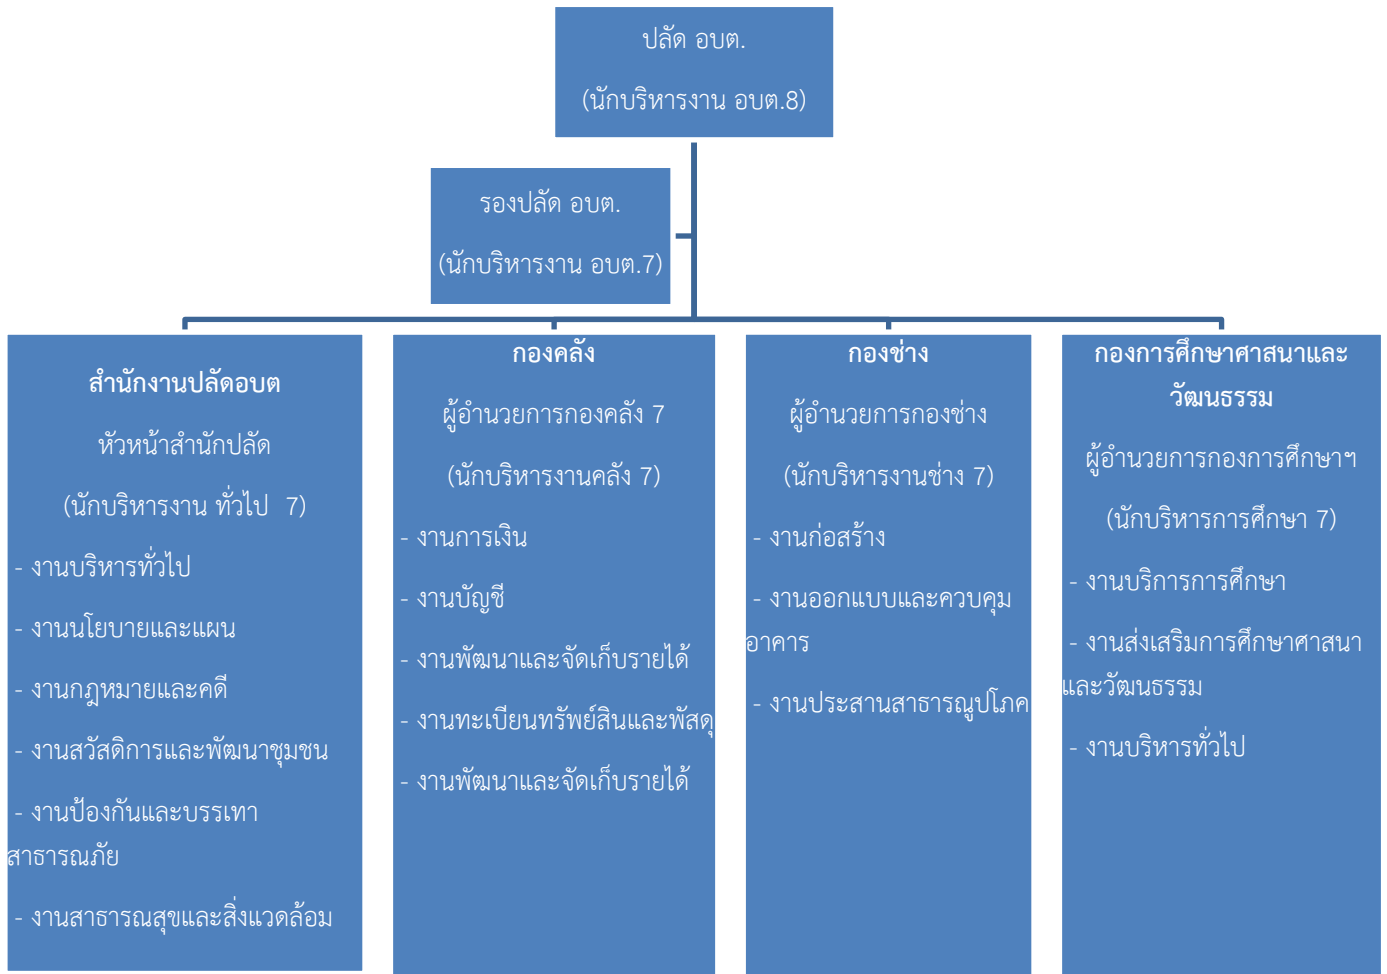 ปลัด อบต.
(นักบริหารงาน อบต.8)
รองปลัด อบต.
(นักบริหารงาน อบต.7)
สำนักงานปลัดอบต
หัวหน้าสำนักปลัด
(นักบริหารงาน ทั่วไป 7)
- งานบริหารทั่วไป
- งานนโยบายและแผน
- งานกฎหมายและคดี
- งานสวัสดิการและพัฒนาชุมชน
- งานป้องกันและบรรเทา
สาธารณภัย
- งานสาธารณสุขและสิ่งแวดล้อม
กองคลัง
ผู้อำนวยการกองคลัง 7
(นักบริหารงานคลัง 7)
- งานการเงิน
- งานบัญชี
- งานพัฒนาและจัดเก็บรายได้
- งานทะเบียนทรัพย์สินและพัสดุ
- งานพัฒนาและจัดเก็บรายได้
กองช่าง
ผู้อำนวยการกองช่าง
(นักบริหารงานช่าง 7)
- งานก่อสร้าง
- งานออกแบบและควบคุม
อาคาร
- งานประสานสาธารณูปโภค
กองการศึกษาศาสนาและ
วัฒนธรรม
ผู้อำนวยการกองการศึกษาฯ
(นักบริหารการศึกษา 7)
- งานบริการการศึกษา
- งานส่งเสริมการศึกษาศาสนา
และวัฒนธรรม
- งานบริหารทั่วไป